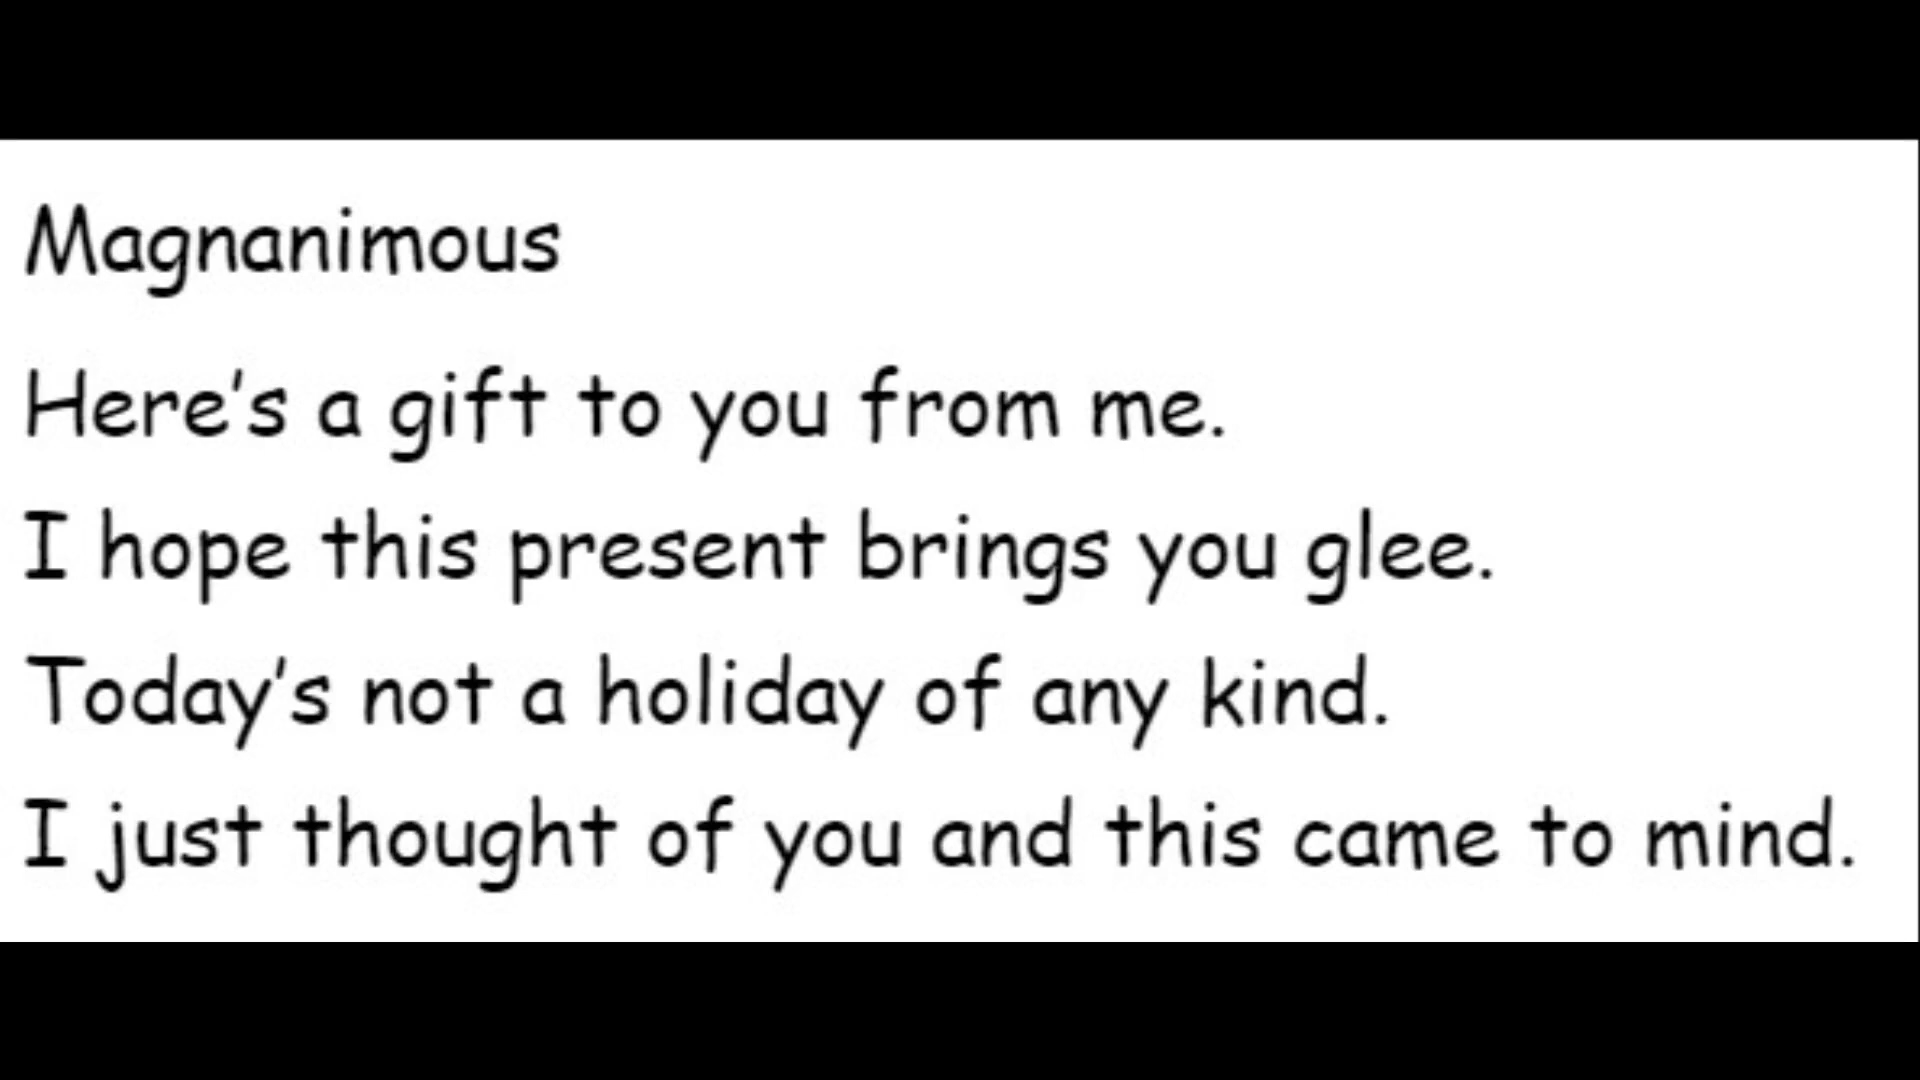 Magnanimous
Here’s a gift to you from me.
I hope this present brings you glee.
Today’s not a holiday of any kind.
I just thought of you and this came to mind.